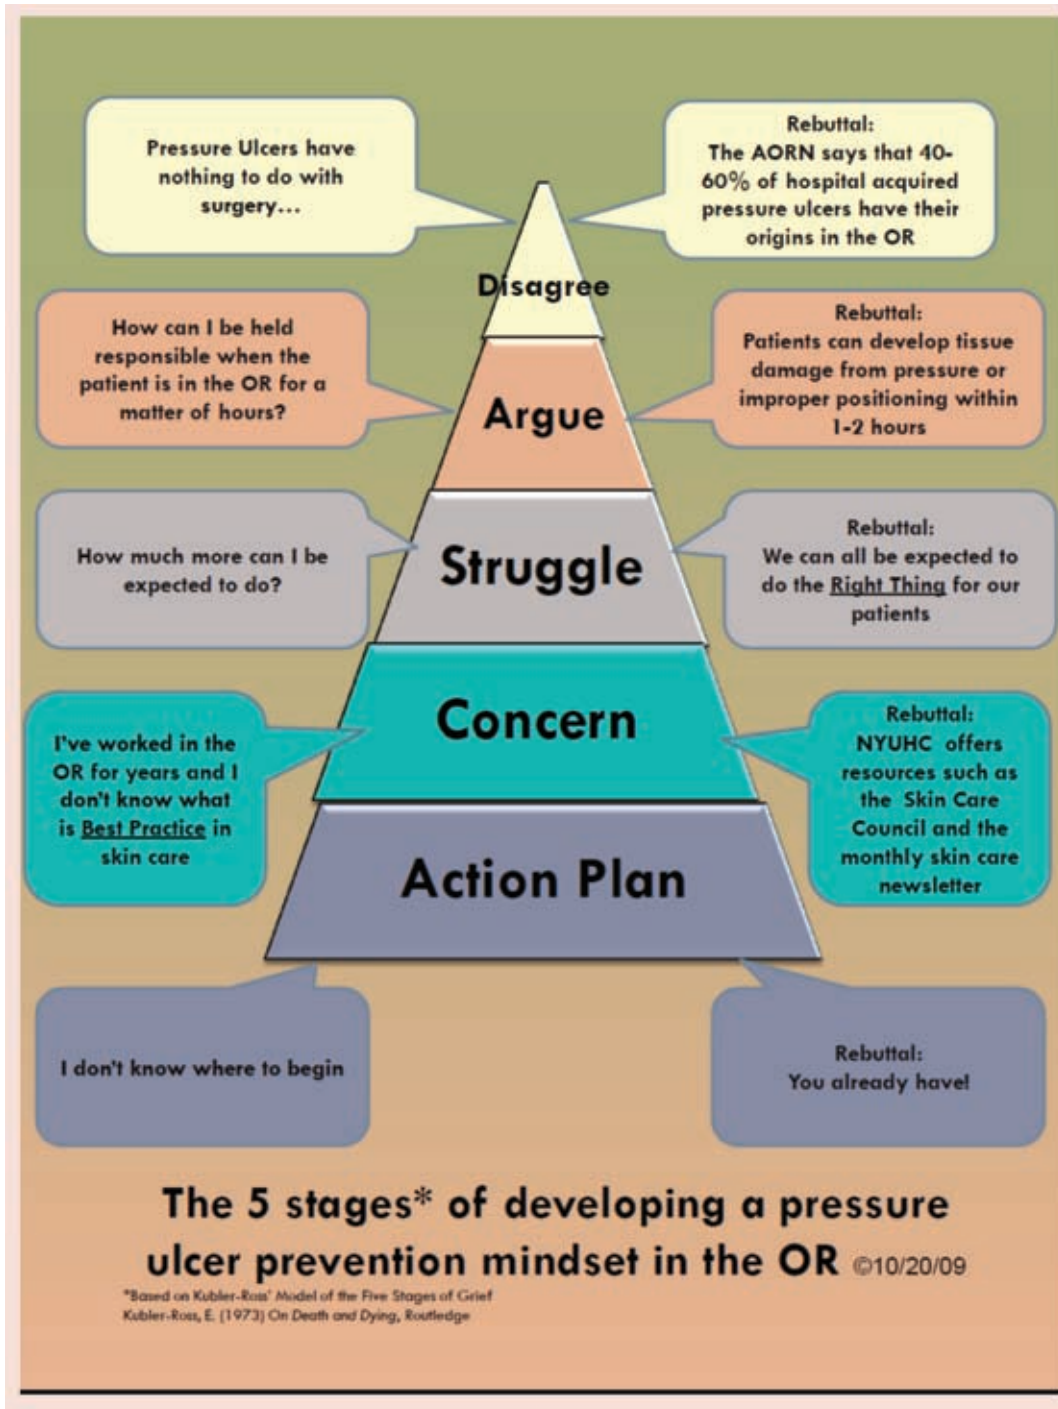 Pressure Ulcers have
nothing to do with
surgery...
Rebuttal:
The AORN says that 40-
60% of hospital acquired
pressure ulcers have their
origins in the OR
Disagree
How can I be held
responsible when the
patient is in the OR for a
matter of hours?
Rebuttal:
Patients can develop tissue
damage from pressure or
improper positioning within
1-2 hours
Argue
How much more can I be
expected to do?
Rebuttal:
We can all be expected to
do the Right Thing for our
patients
Struggle
I've worked in the
OR for years and I
don't know what
is Best Practice in
skin care
Rebuttal:
NYUHC offers
resources such as
the Skin Care
Council and the
monthly skin care
newsletter
Concern
Action Plan
I don't know where to begin
Rebuttal:
You already have!
The 5 stages* of developing a pressure
ulcer prevention mindset in the OR ©10/20/09
*Based on Kubler-Ross' Model of the Five Stages of Grief
Kubler-Ross, E. (1973) On Death and Dying, Routledge